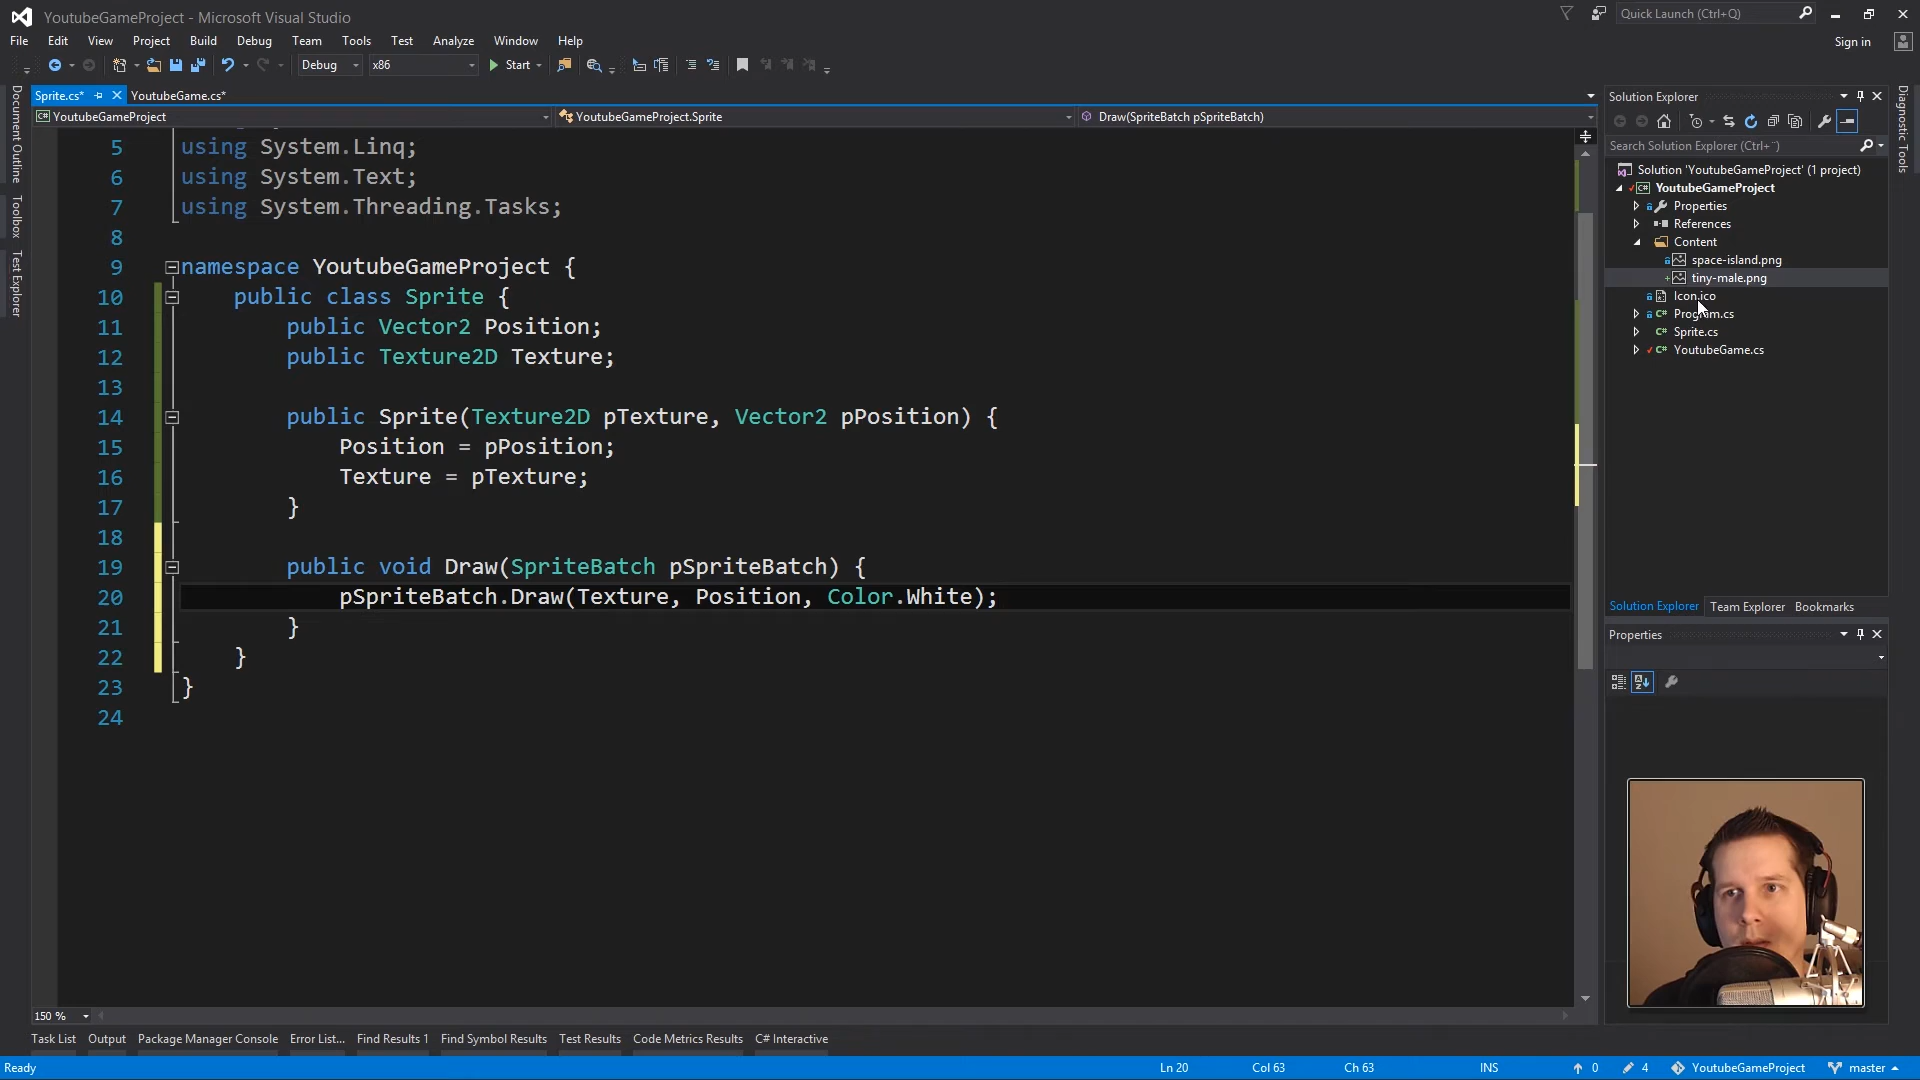 YoutubeGameProject - Microsoft Visual Studio
Quick Launch (Ctrl+Q)
File Edit View Project Build Debug Team Tools Test Analyze Window Help
Sign in
Debug x86 Start
Document Outline
Toolbox
Test Explorer
Sprite.cs* YoutubeGame.cs*
YoutubeGameProject YoutubeGameProject.Sprite Draw(SpriteBatch pSpriteBatch)
5 using System.Linq;
6 using System.Text;
7 using System.Threading.Tasks;
8
9 namespace YoutubeGameProject {
10 public class Sprite {
11 public Vector2 Position;
12 public Texture2D Texture;
13
14 public Sprite(Texture2D pTexture, Vector2 pPosition) {
15 Position = pPosition;
16 Texture = pTexture;
17 }
18
19 public void Draw(SpriteBatch pSpriteBatch) {
20 pSpriteBatch.Draw(Texture, Position, Color.White);
21 }
22 }
23 }
24
150 %
Solution Explorer
Search Solution Explorer (Ctrl+¨)
Solution 'YoutubeGameProject' (1 project)
YoutubeGameProject
Properties
References
Content
space-island.png
tiny-male.png
Icon.ico
Program.cs
Sprite.cs
YoutubeGame.cs
Solution Explorer Team Explorer Bookmarks
Properties
Diagnostic Tools
Task List Output Package Manager Console Error List... Find Results 1 Find Symbol Results Test Results Code Metrics Results C# Interactive
Ready Ln 20 Col 63 Ch 63 INS 0 4 YoutubeGameProject master